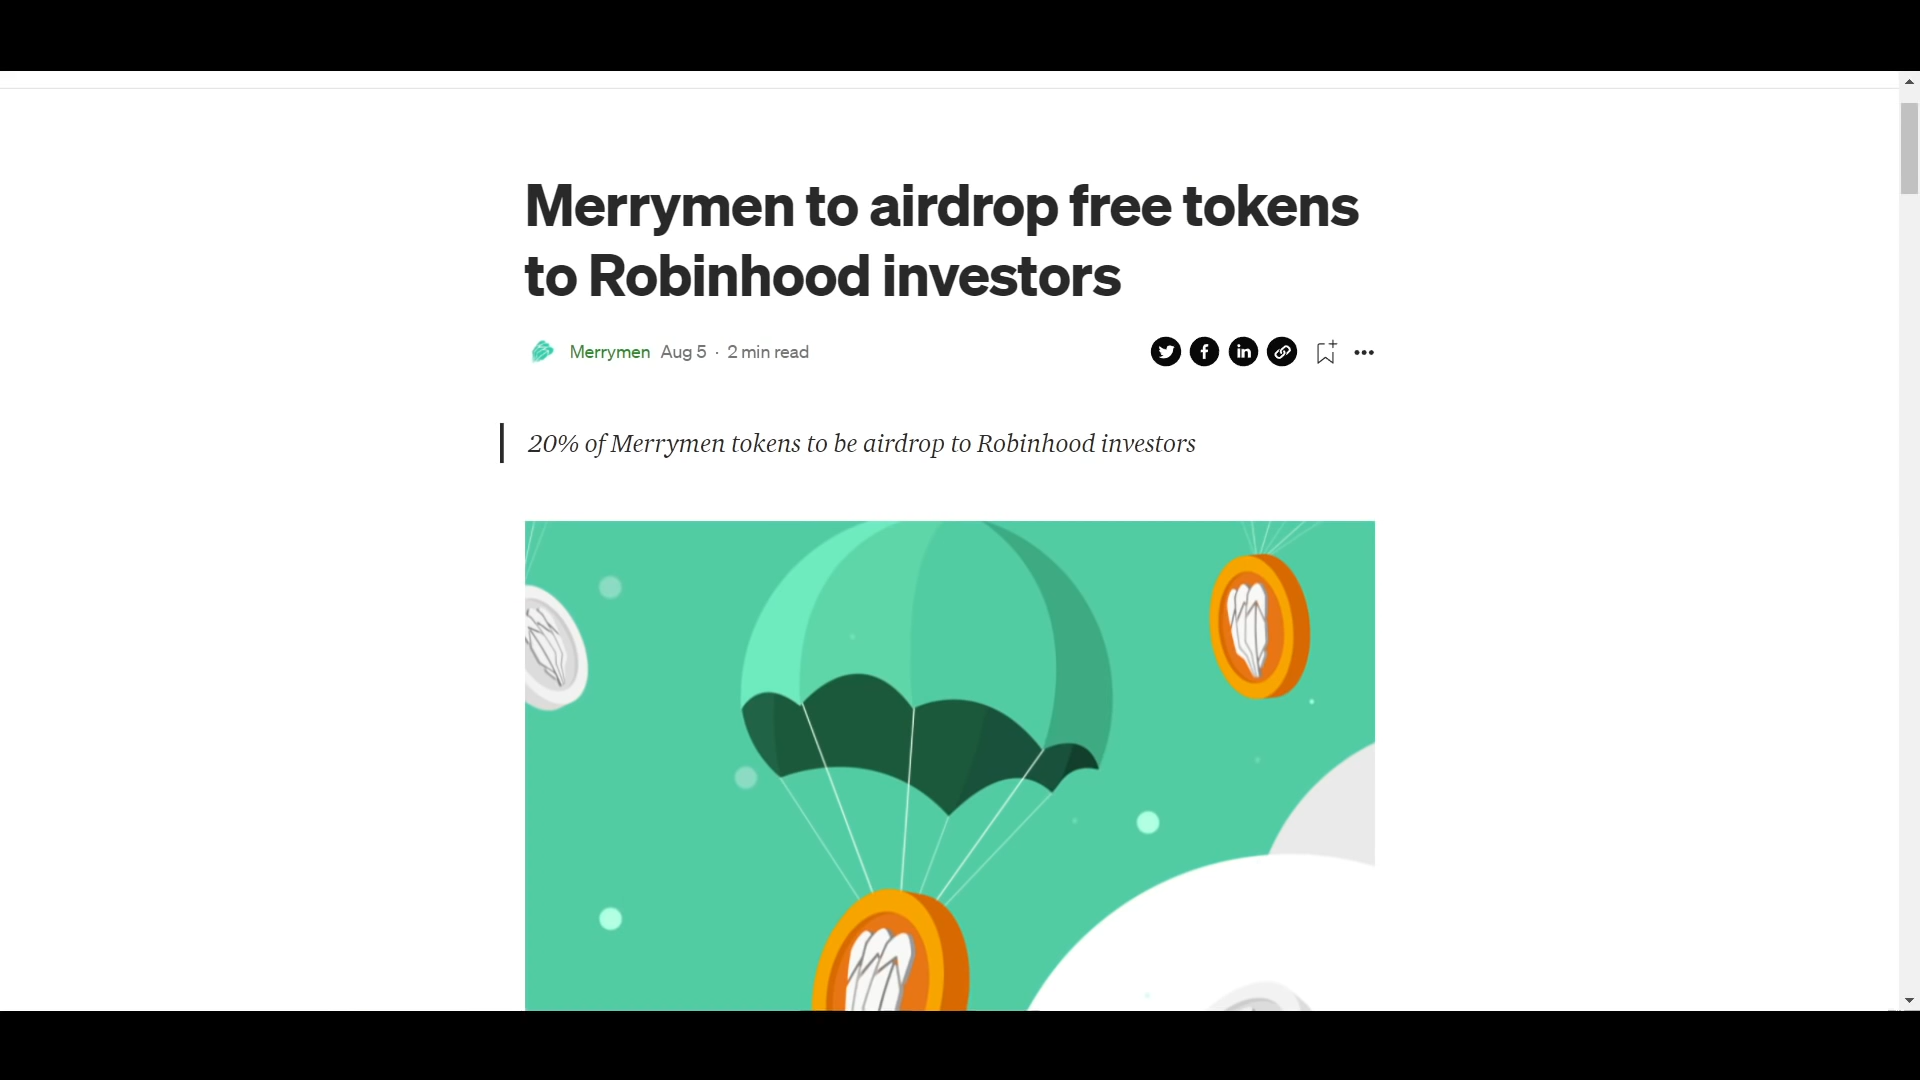 Merrymen to airdrop free tokens
to Robinhood investors
Merrymen Aug 5 · 2 min read
20% of Merrymen tokens to be airdrop to Robinhood investors